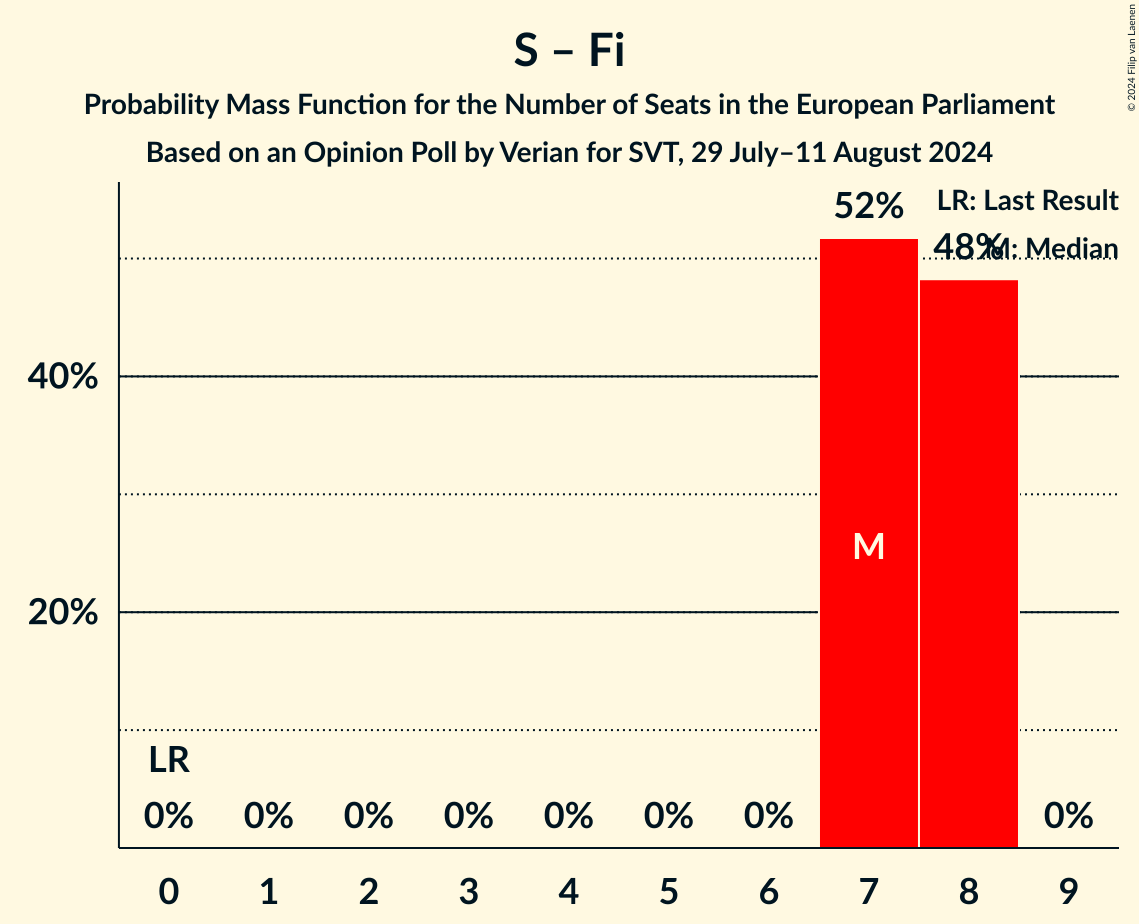 S – Fi
Probability Mass Function for the Number of Seats in the European Parliament
Based on an Opinion Poll by Verian for SVT, 29 July–11 August 2024
© 2024 Filip van Laenen
LR: Last Result
M: Median
52%
48%
40%
20%
M
LR
0% 0% 0% 0% 0% 0% 0% 0%
0 1 2 3 4 5 6 7 8 9